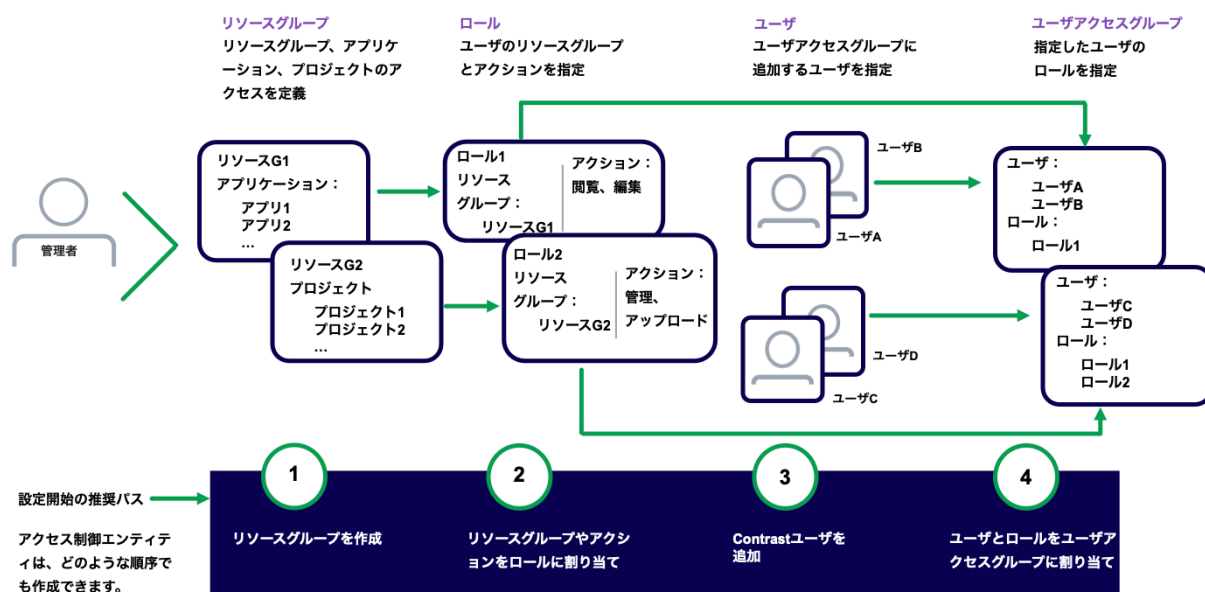 リソースグループ
リソースグループ、アプリケ
ーション、プロジェクトのア
クセスを定義
ロール
ユーザのリソースグループ
とアクションを指定
ユーザ
ユーザアクセスグループに
追加するユーザを指定
ユーザアクセスグループ
指定したユーザの
ロールを指定
管理者
リソースG1
アプリケーション：
アプリ1
アプリ2
...
リソースG2
プロジェクト
プロジェクト1
プロジェクト2
...
ロール1
リソース
グループ：
リソースG1
アクション：
閲覧、編集
ロール2
リソース
グループ：
リソースG2
アクション：
管理、
アップロード
ユーザB
ユーザA
ユーザD
ユーザC
ユーザ：
ユーザA
ユーザB
ロール：
ロール1
ユーザ：
ユーザC
ユーザD
ロール：
ロール1
ロール2
設定開始の推奨パス
アクセス制御エンティテ
ィは、どのような順序で
も作成できます。
1
リソースグループを作成
2
リソースグループやアクシ
ョンをロールに割り当て
3
Contrastユーザを
追加
4
ユーザとロールをユーザア
クセスグループに割り当て